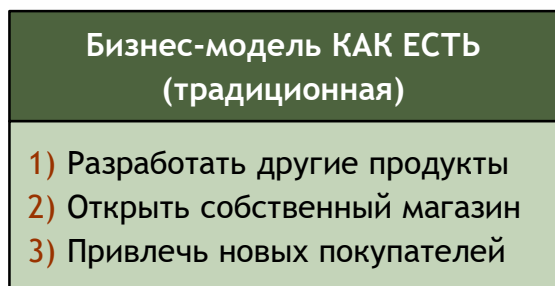 Бизнес-модель КАК ЕСТЬ
(традиционная)
1) Разработать другие продукты
2) Открыть собственный магазин
3) Привлечь новых покупателей